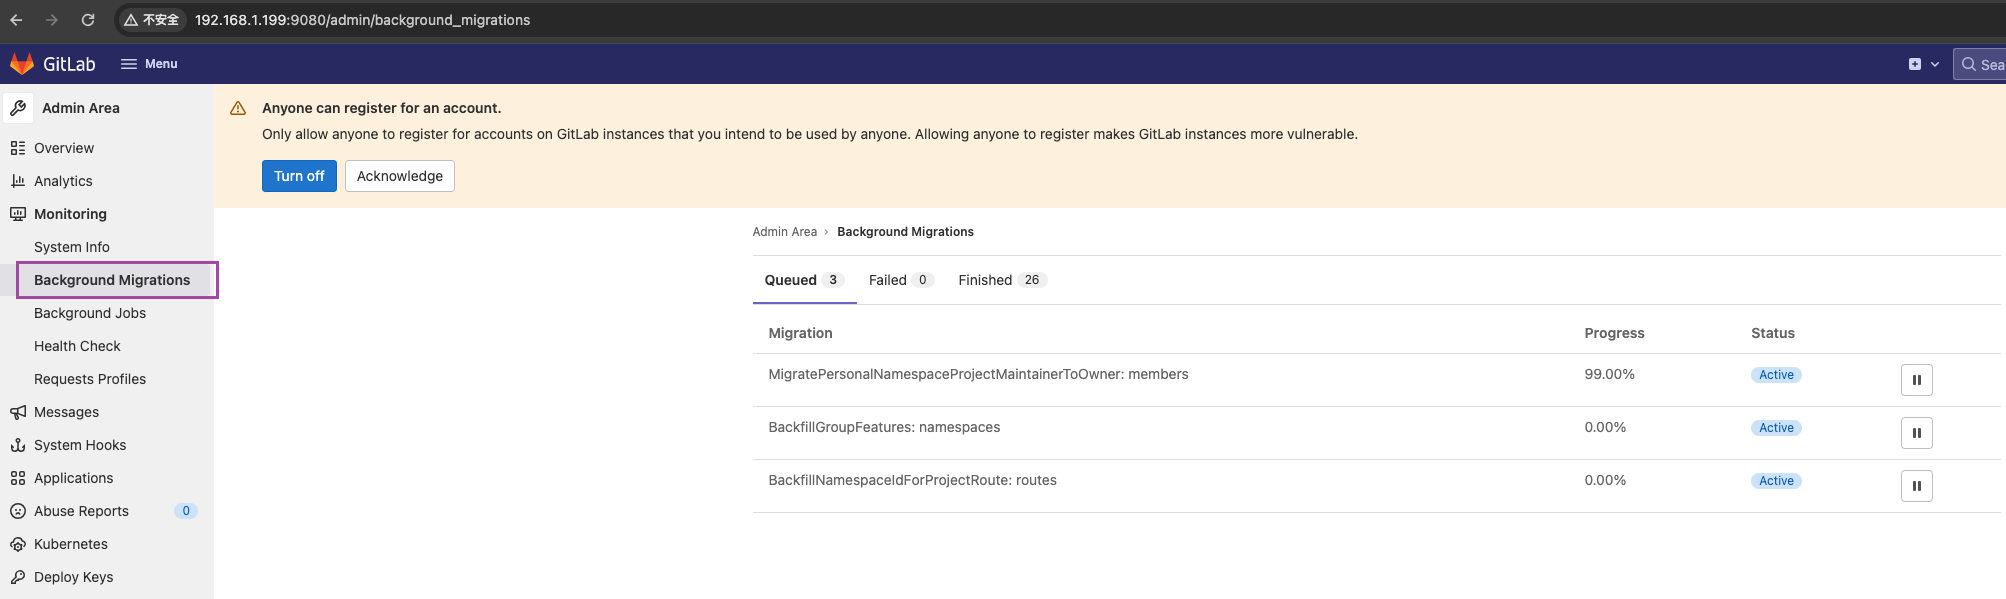 不安全 192.168.1.199:9080/admin/background_migrations
GitLab Menu Sea
Admin Area
Overview
Analytics
Monitoring
System Info
Background Migrations
Background Jobs
Health Check
Requests Profiles
Messages
System Hooks
Applications
Abuse Reports 0
Kubernetes
Deploy Keys
Anyone can register for an account.
Only allow anyone to register for accounts on GitLab instances that you intend to be used by anyone. Allowing anyone to register makes GitLab instances more vulnerable.
Turn off Acknowledge
Admin Area › Background Migrations
Queued 3 Failed 0 Finished 26
Migration Progress Status
MigratePersonalNamespaceProjectMaintainerToOwner: members 99.00% Active
BackfillGroupFeatures: namespaces 0.00% Active
BackfillNamespaceIdForProjectRoute: routes 0.00% Active